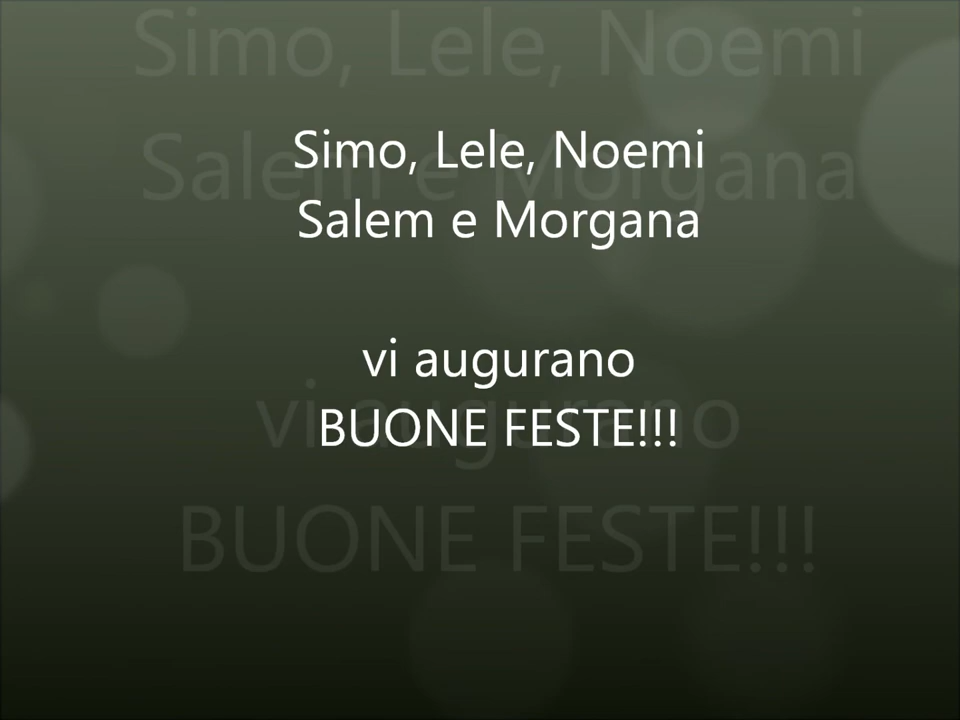 Simo, Lele, Noemi
Salem e Morgana
vi augurano
BUONE FESTE!!!